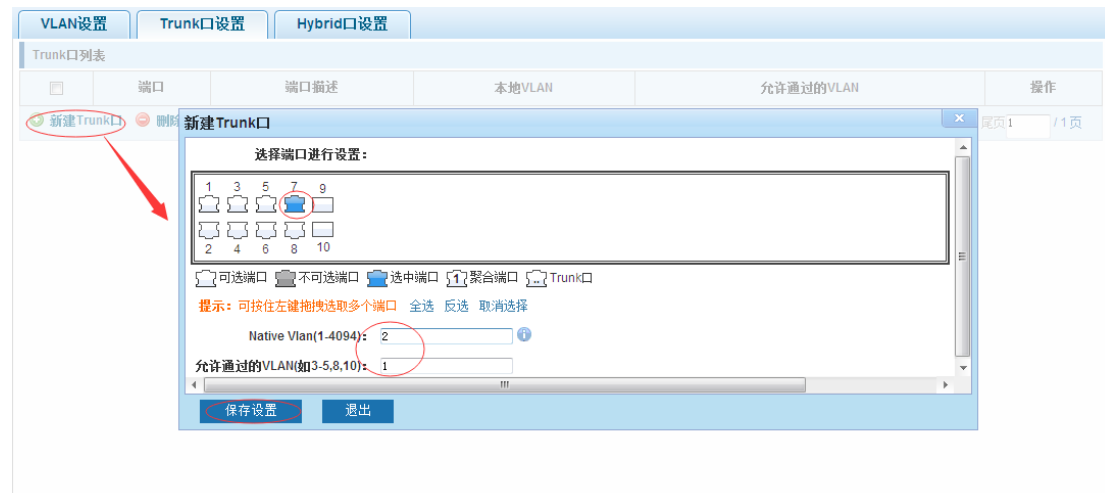 VLAN设置 Trunk口设置 Hybrid口设置
Trunk口列表
端口 端口描述 本地VLAN 允许通过的VLAN 操作
新建Trunk口 删除 尾页 1 / 1 页
新建Trunk口
选择端口进行设置：
1 3 5 7 9
2 4 6 8 10
可选端口 不可选端口 选中端口 1 聚合端口 Trunk口
提示：可按住左键拖拽选取多个端口 全选 反选 取消选择
Native Vlan(1-4094)： 2
允许通过的VLAN(如3-5,8,10)： 1
保存设置 退出